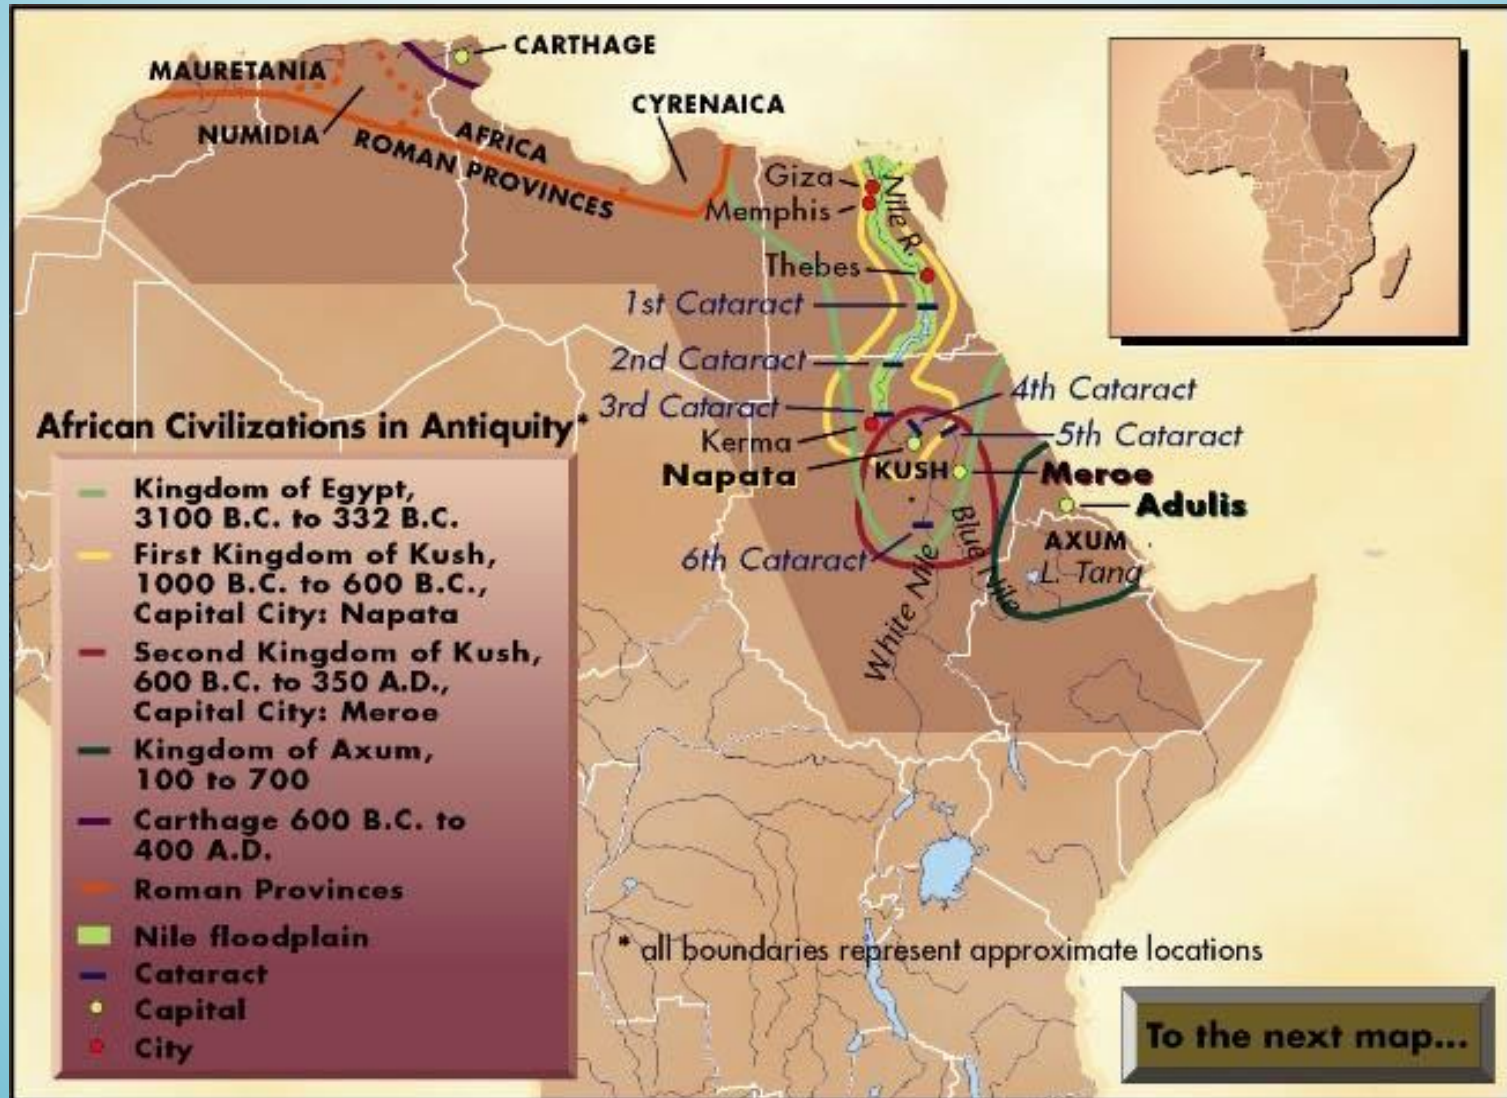 CARTHAGE
MAURETANIA
CYRENAICA
NUMIDIA
AFRICA
ROMAN PROVINCES
Giza
Memphis
Nile R.
Thebes
1st Cataract
2nd Cataract
4th Cataract
3rd Cataract
5th Cataract
Kerma
Napata
KUSH
Meroe
Adulis
AXUM
L. Tana
6th Cataract
Blue Nile
White Nile
African Civilizations in Antiquity*
Kingdom of Egypt,
3100 B.C. to 332 B.C.
First Kingdom of Kush,
1000 B.C. to 600 B.C.,
Capital City: Napata
Second Kingdom of Kush,
600 B.C. to 350 A.D.,
Capital City: Meroe
Kingdom of Axum,
100 to 700
Carthage 600 B.C. to
400 A.D.
Roman Provinces
Nile floodplain
Cataract
Capital
City
* all boundaries represent approximate locations
To the next map...